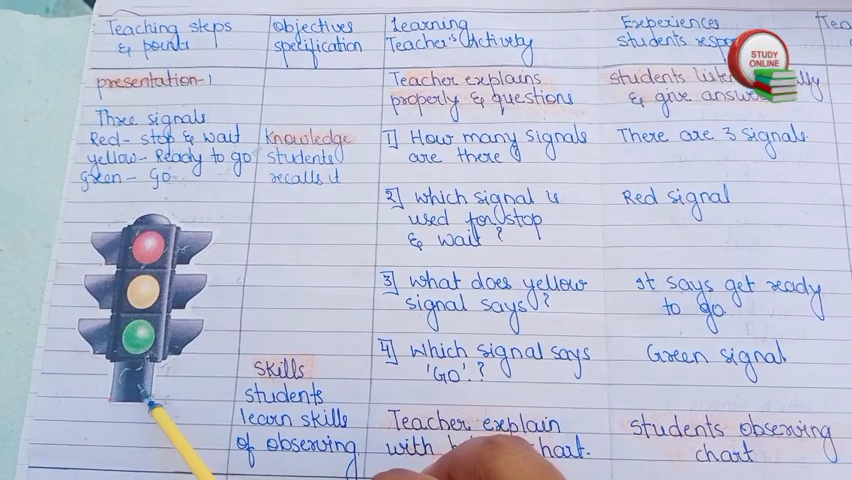 Teaching steps
& points
Objectives
specification
Learning
Teacher's Activity
Experiences
students
presentation-1
Teacher explains
properly & questions
students
& give
Three signals
Red- stop & wait
yellow- Ready to go
Green- Go
Knowledge
students
recalls it
1] How many signals
are there
There are 3 signals
2] which signal is
used for stop
& wait?
Red signal
3] what does yellow
signal says?
It says get ready
to go
4] which signal says
'GO'.?
Green signal
skills
students
learn skills
of observing
Teacher explain
with chart.
students observing
chart
STUDY
ONLINE